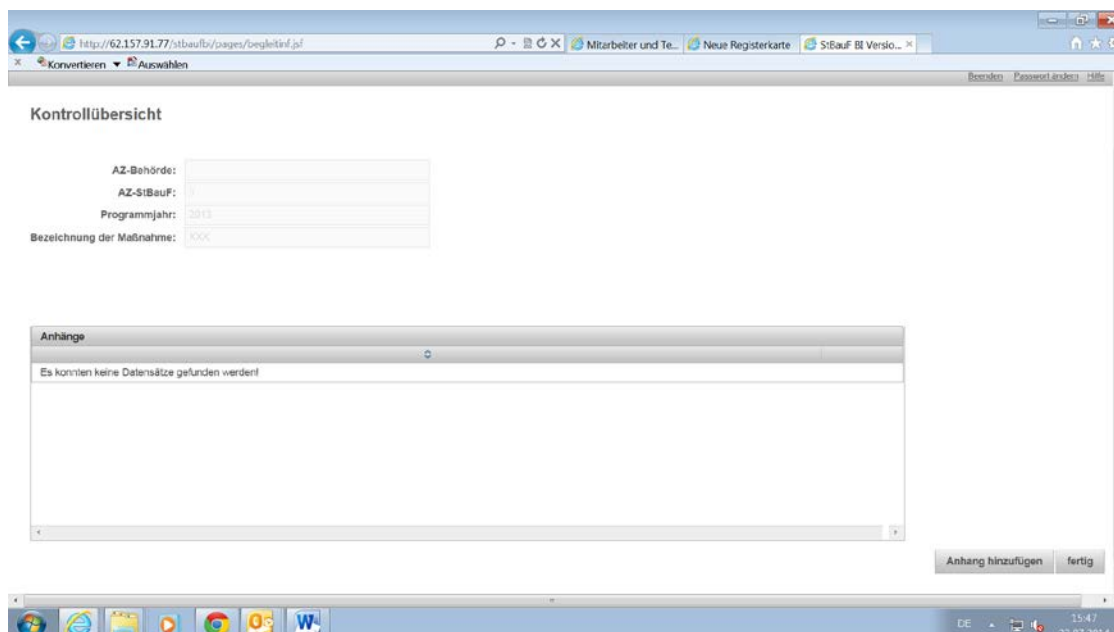 http://62.157.91.77/stbaufbi/pages/begleitinf.jsf
Mitarbeiter und Te...
Neue Registerkarte
StBauF BI Versio...
Konvertieren
Auswählen
Beenden Passwort ändern Hilfe
Kontrollübersicht
AZ-Behörde:
AZ-StBauF:
Programmjahr: 2013
Bezeichnung der Maßnahme: XXX
Anhänge
Es konnten keine Datensätze gefunden werden!
Anhang hinzufügen fertig
DE
15:47